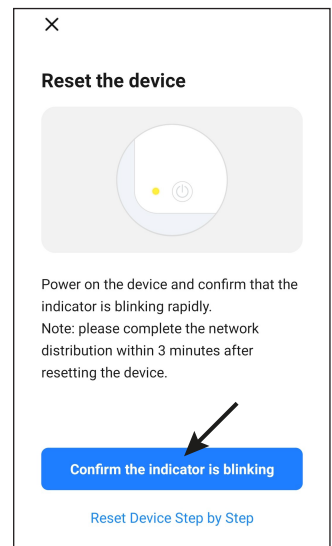 Reset the device
Power on the device and confirm that the
indicator is blinking rapidly.
Note: please complete the network
distribution within 3 minutes after
resetting the device.
Confirm the indicator is blinking
Reset Device Step by Step